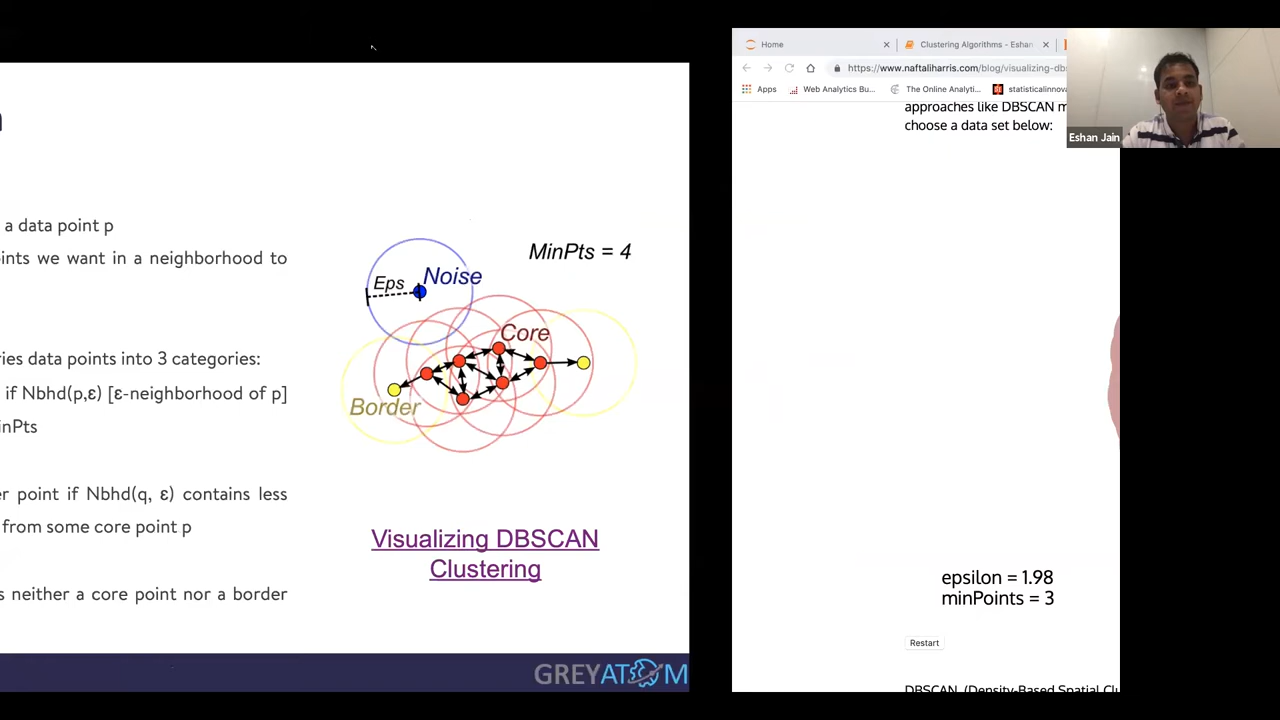 a data point p
ints we want in a neighborhood to
ries data points into 3 categories:
if Nbhd(p,ε) [ε-neighborhood of p]
inPts
er point if Nbhd(q, ε) contains less
from some core point p
s neither a core point nor a border
MinPts = 4
Eps
Noise
Core
Border
Visualizing DBSCAN
Clustering
GREYATOM
Home
Clustering Algorithms - Eshan
https://www.naftaliharris.com/blog/visualizing-dbs
Apps
Web Analytics Bu...
The Online Analyti...
statisticalinnova
approaches like DBSCAN m
choose a data set below:
Eshan Jain
epsilon = 1.98
minPoints = 3
Restart
DBSCAN, (Density-Based Spatial Clu